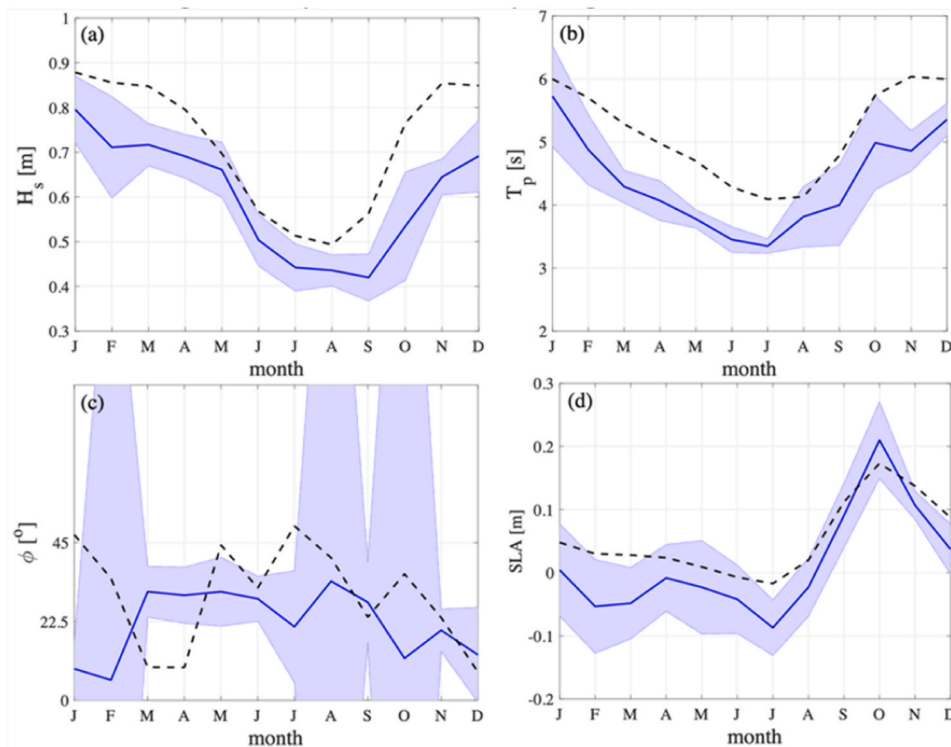 (a)
1
0.9
0.8
0.7
0.6
0.5
0.4
0.3
H_s [m]
J F M A M J J A S O N D
month
(b)
7
6
5
4
3
2
T_p [s]
J F M A M J J A S O N D
month
(c)
45
22.5
0
ϕ [º]
J F M A M J J A S O N D
month
(d)
0.3
0.2
0.1
0
-0.1
-0.2
SLA [m]
J F M A M J J A S O N D
month